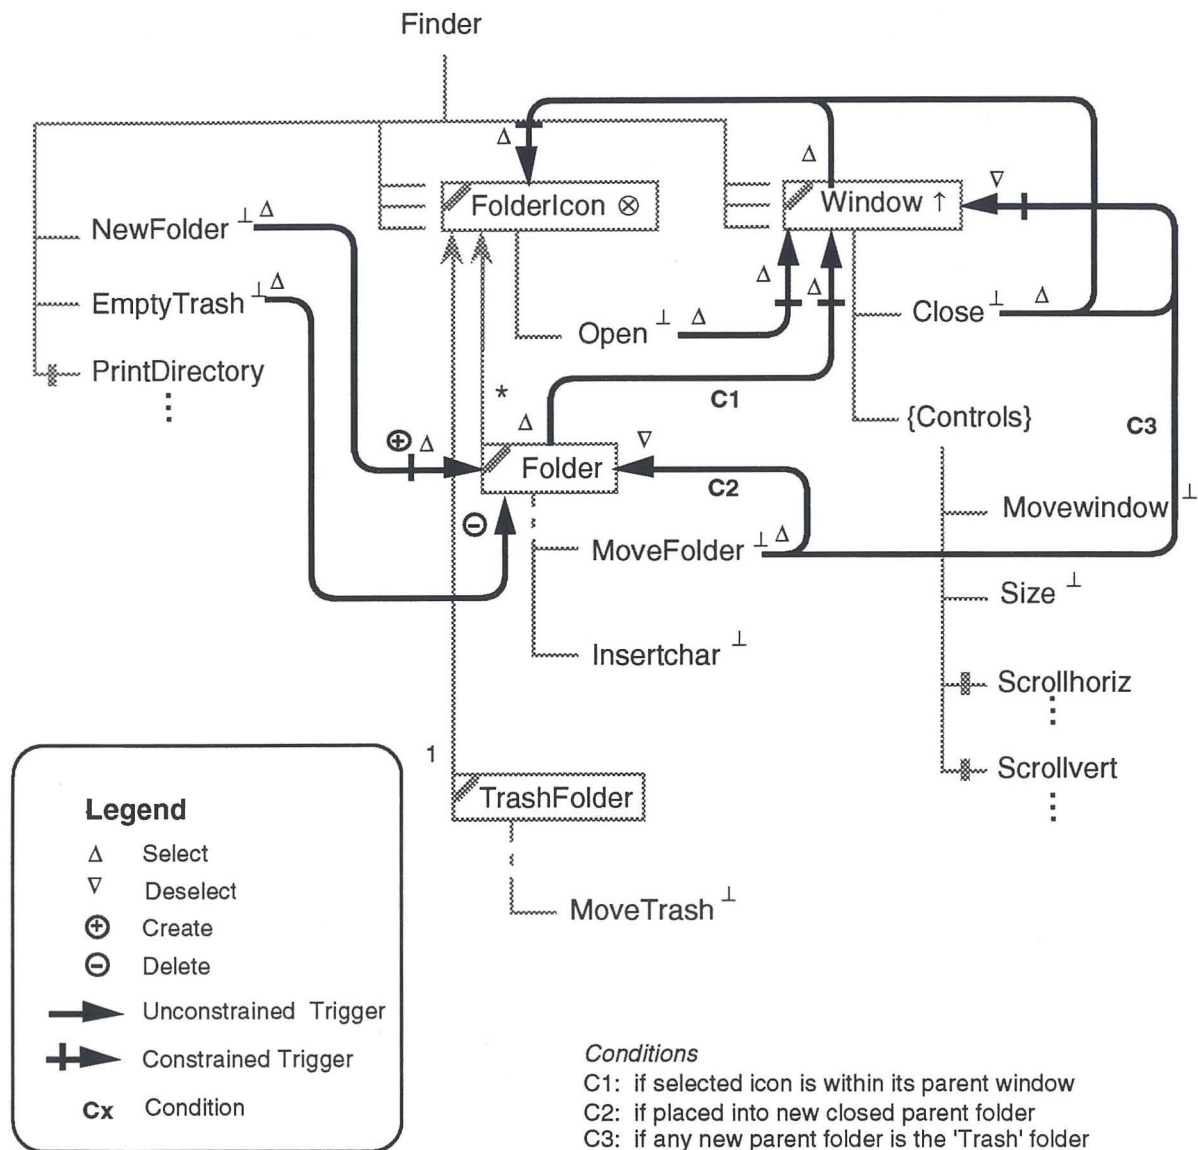 Finder
FolderIcon ⊗
Window ↑
NewFolder ⊥ Δ
EmptyTrash ⊥ Δ
PrintDirectory
⋮
Open ⊥ Δ
Close ⊥ Δ
C1
{Controls}
C3
*
⊕ Δ
Δ
Folder
∇
C2
⊖
MoveFolder ⊥ Δ
Insertchar ⊥
Movewindow ⊥
Size ⊥
Scrollhoriz
⋮
Scrollvert
⋮
1
TrashFolder
MoveTrash ⊥
Legend
Δ Select
∇ Deselect
⊕ Create
⊖ Delete
Unconstrained Trigger
Constrained Trigger
Cx Condition
Conditions
C1: if selected icon is within its parent window
C2: if placed into new closed parent folder
C3: if any new parent folder is the 'Trash' folder